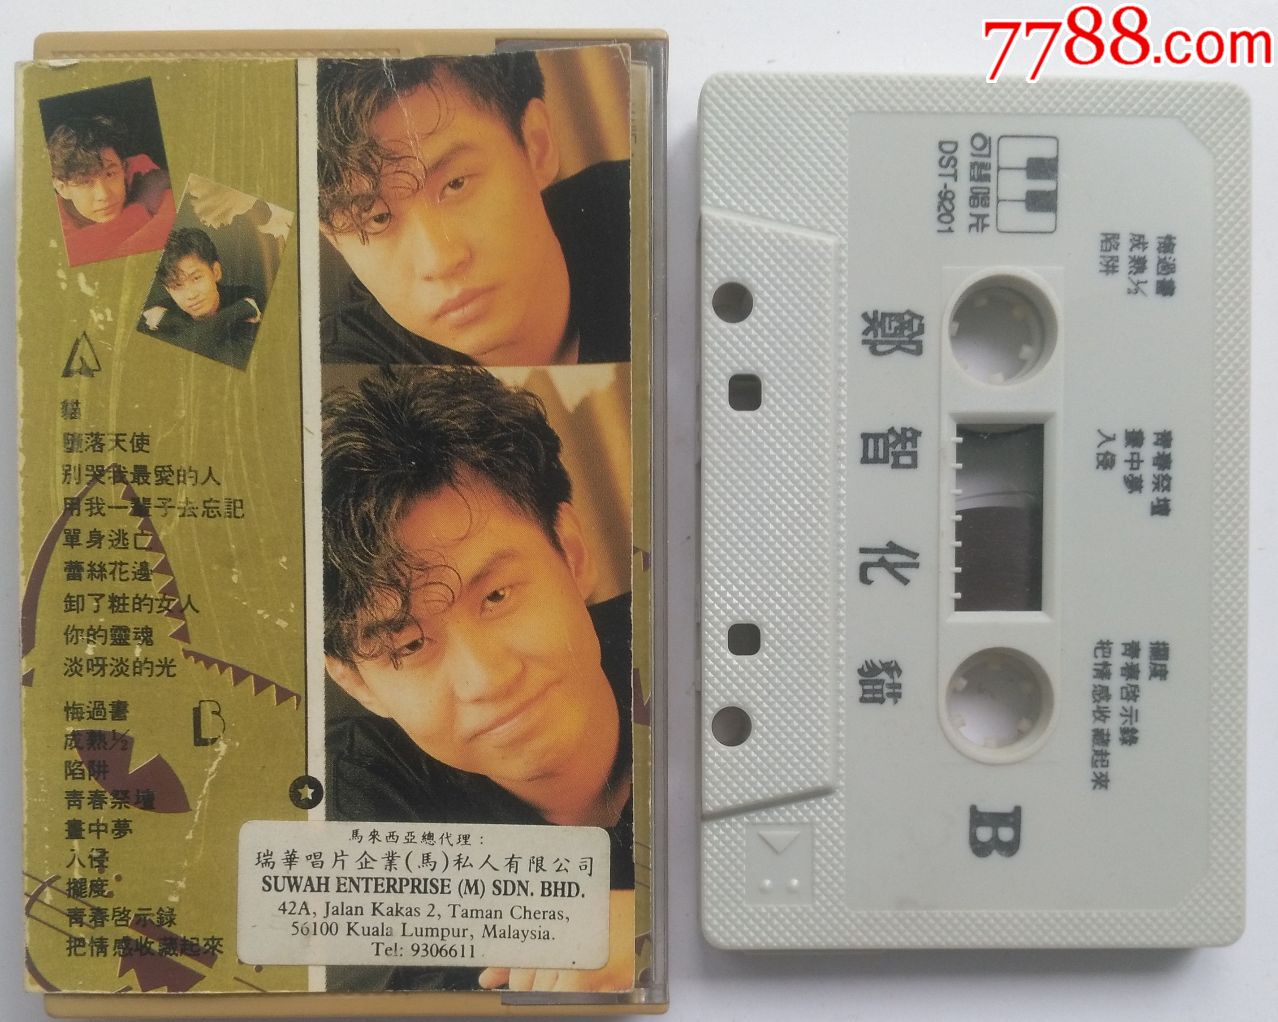 7788.com
A
貓
墮落天使
別哭我最愛的人
用我一輩子去忘記
單身逃亡
蕾絲花邊
卸了粧的女人
你的靈魂
淡呀淡的光
B
悔過書
成熟½
陷阱
青春祭壇
畫中夢
入侵
擺度
青春啓示錄
把情感收藏起來
馬來西亞總代理：
瑞華唱片企業(馬)私人有限公司
SUWAH ENTERPRISE (M) SDN. BHD.
42A, Jalan Kakas 2, Taman Cheras,
56100 Kuala Lumpur, Malaysia.
Tel: 9306611
可登唱片
DST-9201
鄭智化 貓
B
悔過書
成熟½
陷阱
青春祭壇
畫中夢
入侵
擺度
青春啓示錄
把情感收藏起來